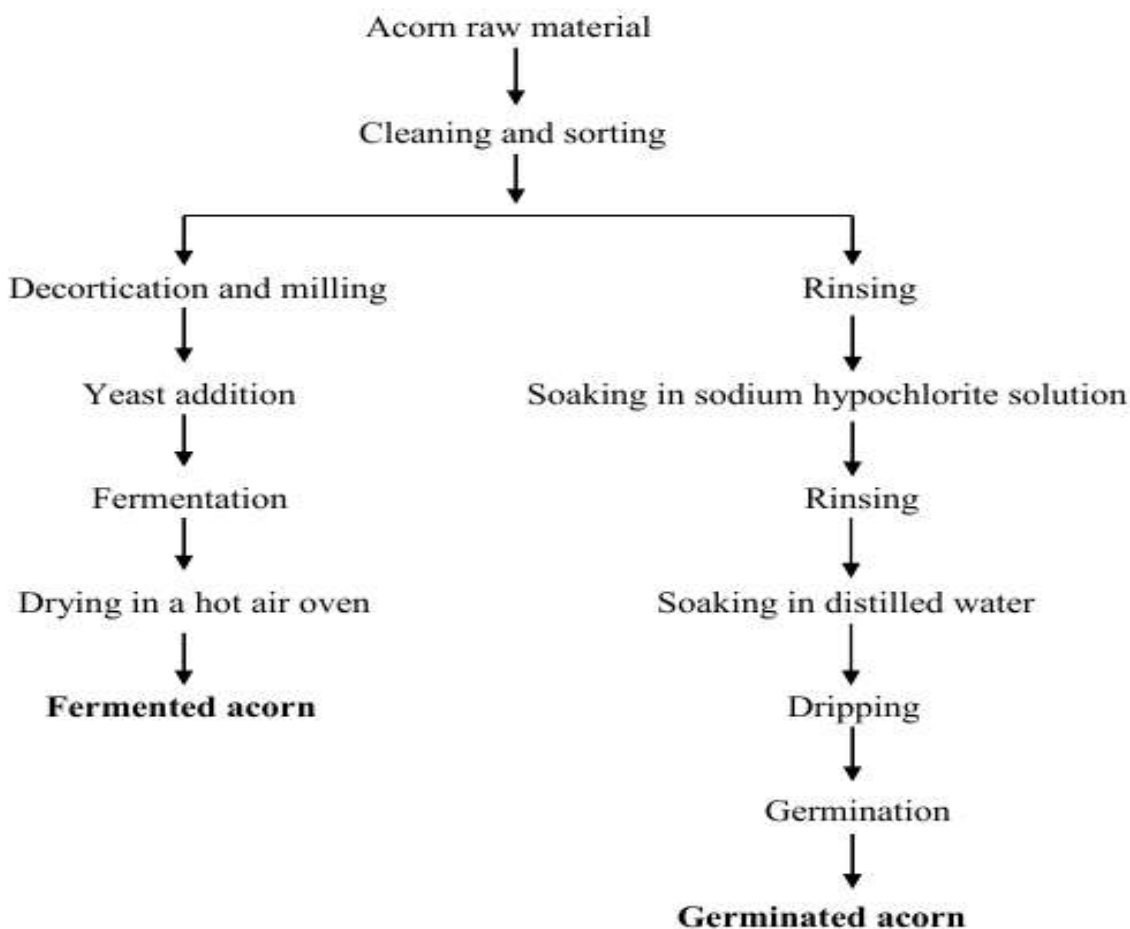 Acorn raw material
Cleaning and sorting
Decortication and milling
Yeast addition
Fermentation
Drying in a hot air oven
Fermented acorn
Rinsing
Soaking in sodium hypochlorite solution
Rinsing
Soaking in distilled water
Dripping
Germination
Germinated acorn